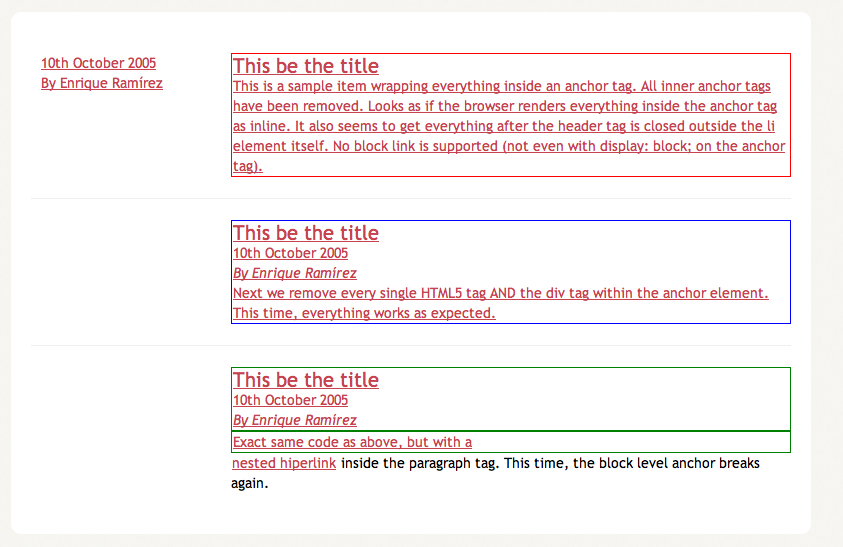 10th October 2005
By Enrique Ramírez
This be the title
This is a sample item wrapping everything inside an anchor tag. All inner anchor tags
have been removed. Looks as if the browser renders everything inside the anchor tag
as inline. It also seems to get everything after the header tag is closed outside the li
element itself. No block link is supported (not even with display: block; on the anchor
tag).
This be the title
10th October 2005
By Enrique Ramírez
Next we remove every single HTML5 tag AND the div tag within the anchor element.
This time, everything works as expected.
This be the title
10th October 2005
By Enrique Ramírez
Exact same code as above, but with a
nested hiperlink inside the paragraph tag. This time, the block level anchor breaks
again.